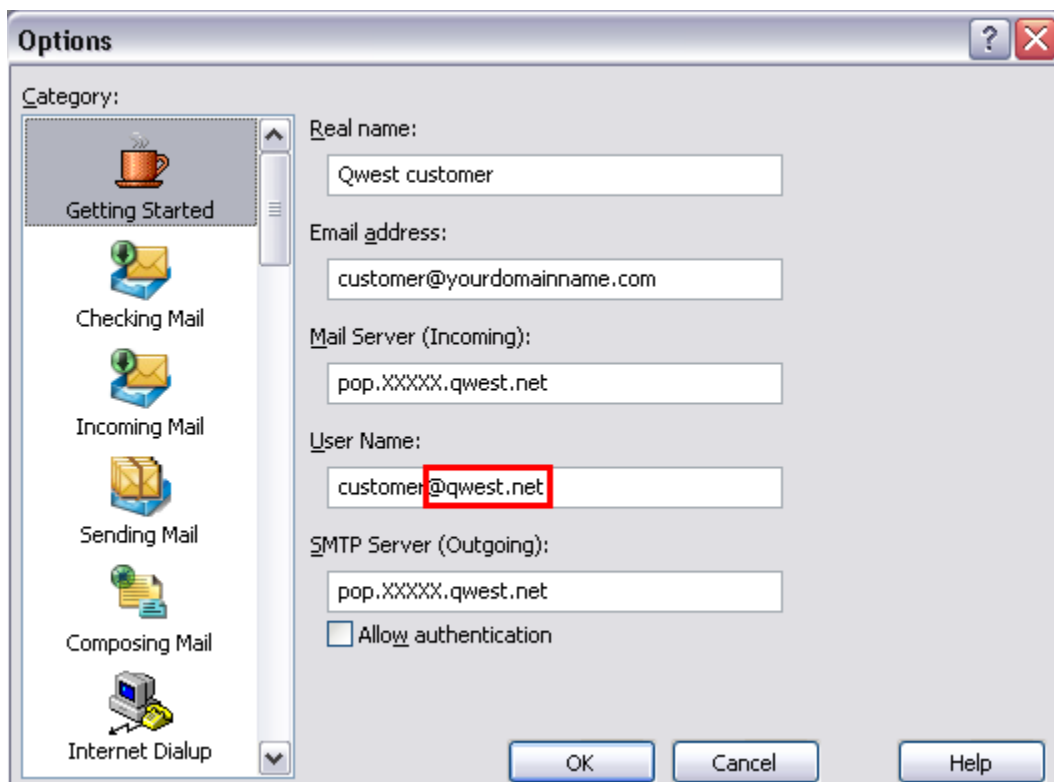 Options
Category:
Getting Started
Checking Mail
Incoming Mail
Sending Mail
Composing Mail
Internet Dialup
Real name:
Qwest customer
Email address:
customer@yourdomainname.com
Mail Server (Incoming):
pop.XXXXX.qwest.net
User Name:
customer@qwest.net
SMTP Server (Outgoing):
pop.XXXXX.qwest.net
Allow authentication
OK Cancel Help